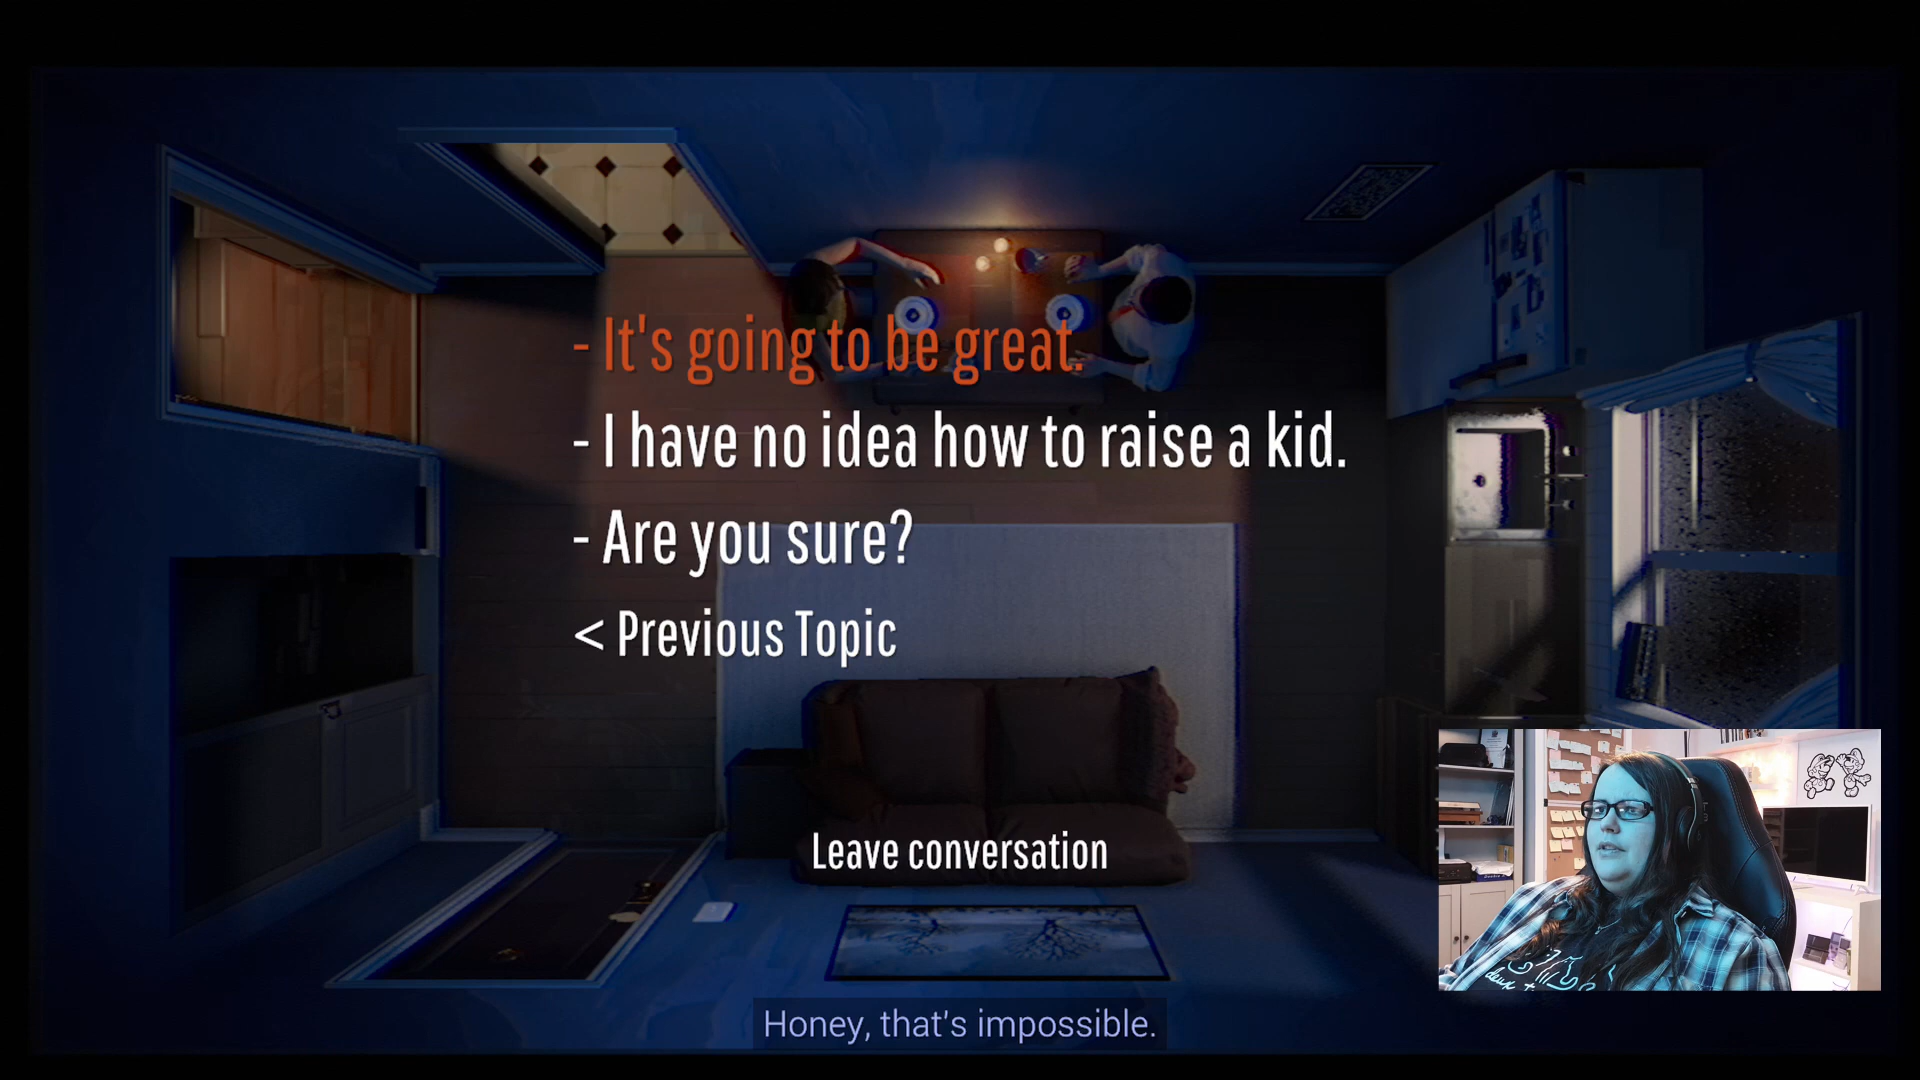 - It's going to be great.
- I have no idea how to raise a kid.
- Are you sure?
< Previous Topic
Leave conversation
Honey, that's impossible.